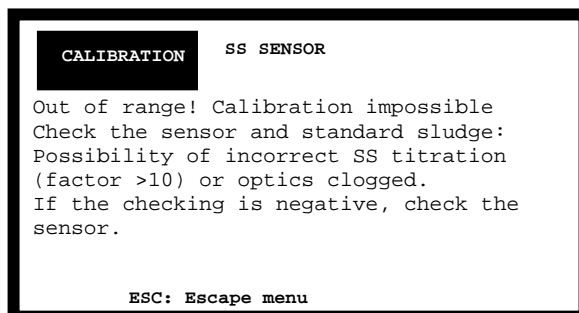 CALIBRATION SS SENSOR
Out of range! Calibration impossible
Check the sensor and standard sludge:
Possibility of incorrect SS titration
(factor >10) or optics clogged.
If the checking is negative, check the
sensor.
ESC: Escape menu